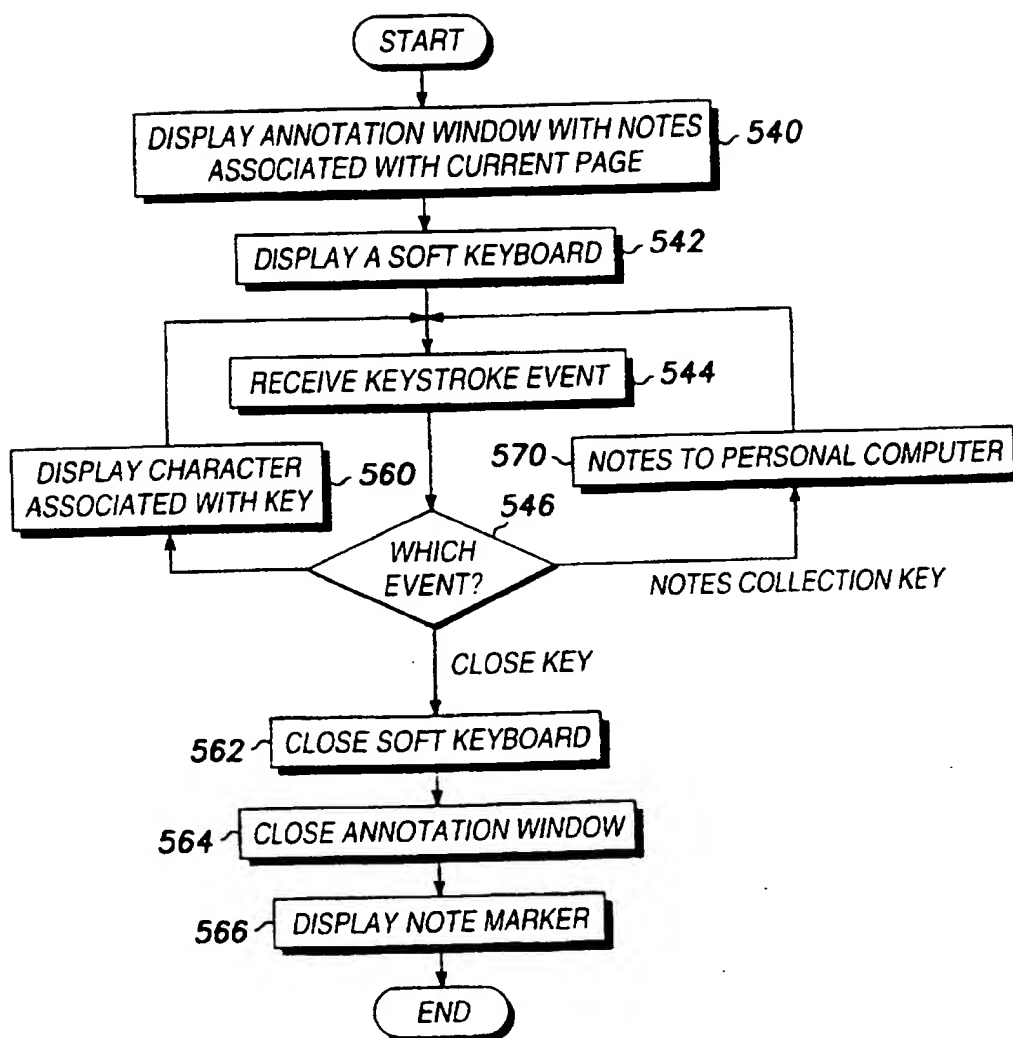 START
DISPLAY ANNOTATION WINDOW WITH NOTES
ASSOCIATED WITH CURRENT PAGE
540
DISPLAY A SOFT KEYBOARD
542
RECEIVE KEYSTROKE EVENT
544
DISPLAY CHARACTER
ASSOCIATED WITH KEY
560
570
NOTES TO PERSONAL COMPUTER
546
WHICH
EVENT?
NOTES COLLECTION KEY
CLOSE KEY
562
CLOSE SOFT KEYBOARD
564
CLOSE ANNOTATION WINDOW
566
DISPLAY NOTE MARKER
END